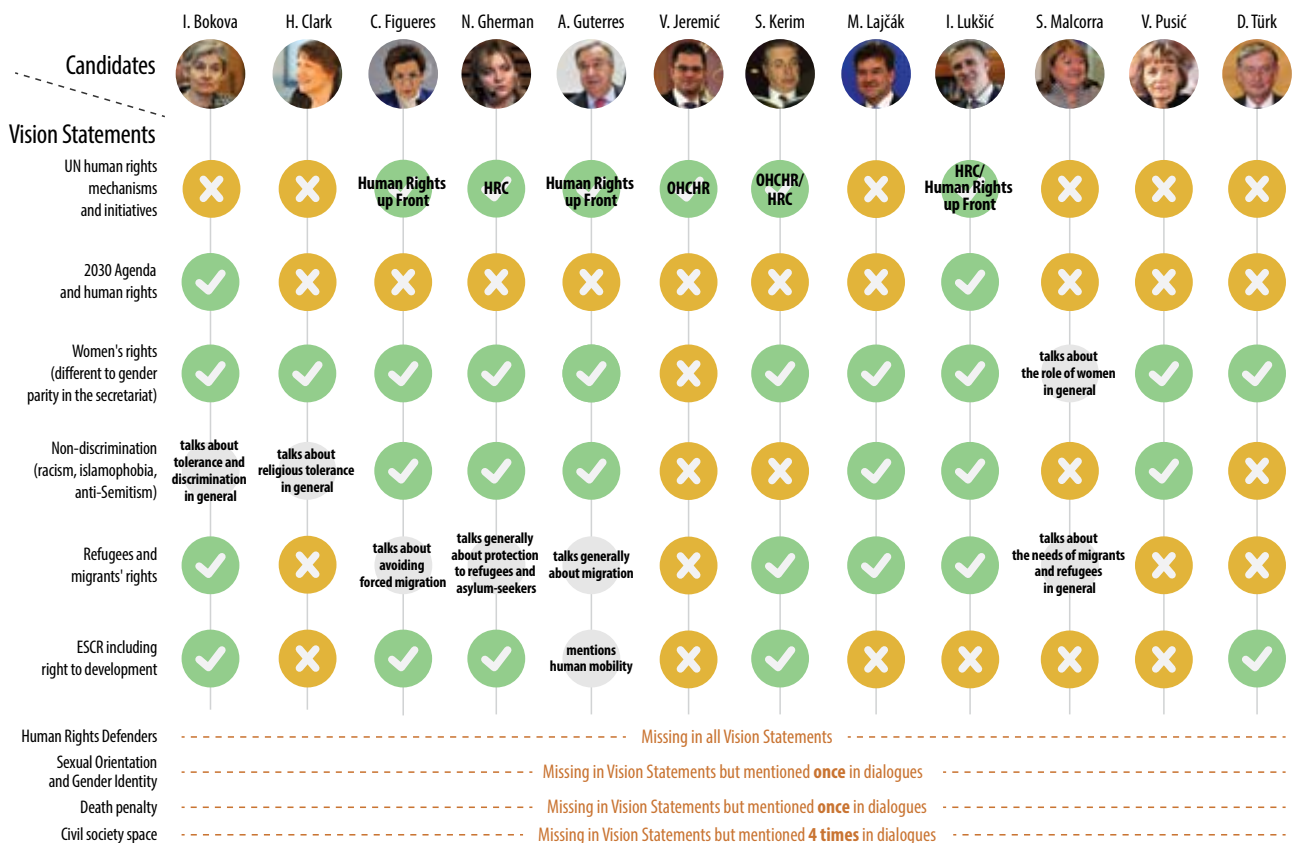 I. Bokova H. Clark C. Figueres N. Gherman A. Guterres V. Jeremić S. Kerim M. Lajčák I. Lukšić S. Malcorra V. Pusić D. Türk
Candidates
Vision Statements
UN human rights
mechanisms
and initiatives
Human Rights
up Front
HRC
Human Rights
up Front
OHCHR
OHCHR/
HRC
HRC/
Human Rights
up Front
2030 Agenda
and human rights
Women's rights
(different to gender
parity in the secretariat)
talks about
the role of women
in general
Non-discrimination
(racism, islamophobia,
anti-Semitism)
talks about
tolerance and
discrimination
in general
talks about
religious tolerance
in general
Refugees and
migrants' rights
talks about
avoiding
forced migration
talks generally
about protection
to refugees and
asylum-seekers
talks generally
about migration
talks about
the needs of migrants
and refugees
in general
ESCR including
right to development
mentions
human mobility
Human Rights Defenders
Missing in all Vision Statements
Sexual Orientation
and Gender Identity
Missing in Vision Statements but mentioned once in dialogues
Death penalty
Missing in Vision Statements but mentioned once in dialogues
Civil society space
Missing in Vision Statements but mentioned 4 times in dialogues